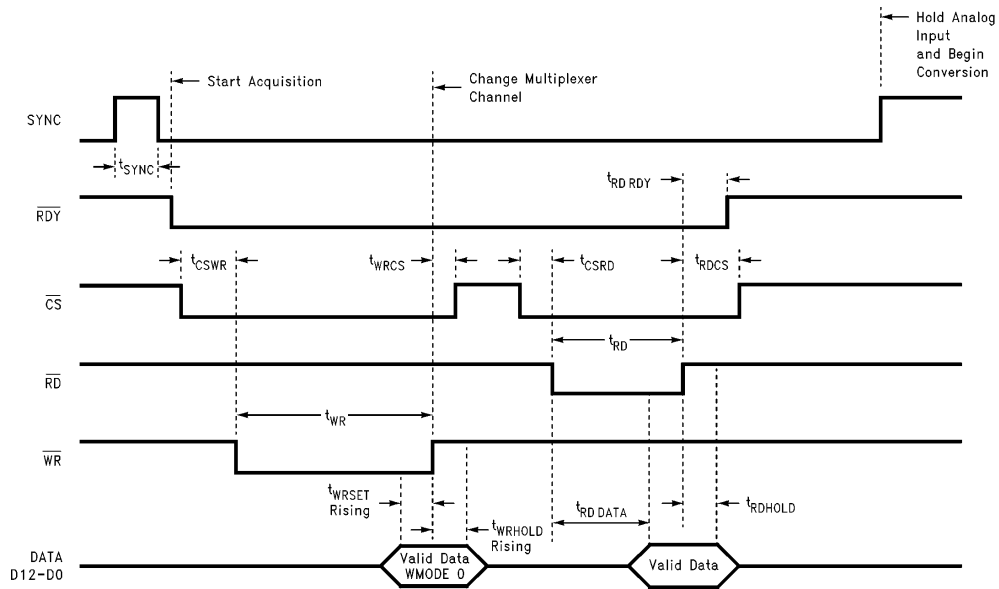 Hold Analog
Input
and Begin
Conversion
Start Acquisition
Change Multiplexer
Channel
SYNC
tSYNC
tRD RDY
RDY
tCSWR
tWRCS
tCSRD
tRDCS
CS
tRD
RD
tWR
WR
tWRSET
Rising
tWRHOLD
Rising
tRD DATA
tRDHOLD
DATA
D12-D0
Valid Data
WMODE 0
Valid Data